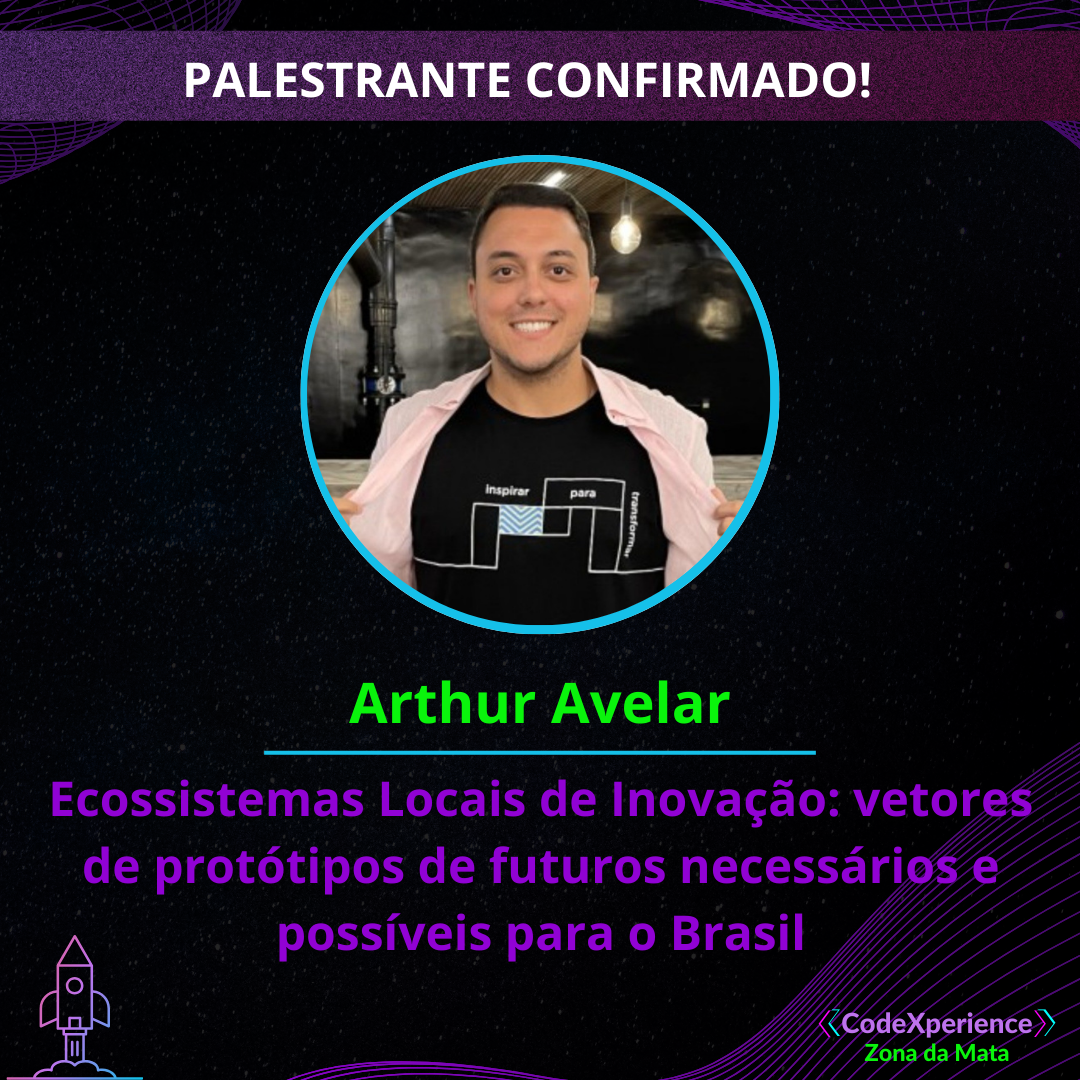 PALESTRANTE CONFIRMADO!
inspirar
para
transformar
Arthur Avelar
Ecossistemas Locais de Inovação: vetores
de protótipos de futuros necessários e
possíveis para o Brasil
CodeXperience
Zona da Mata